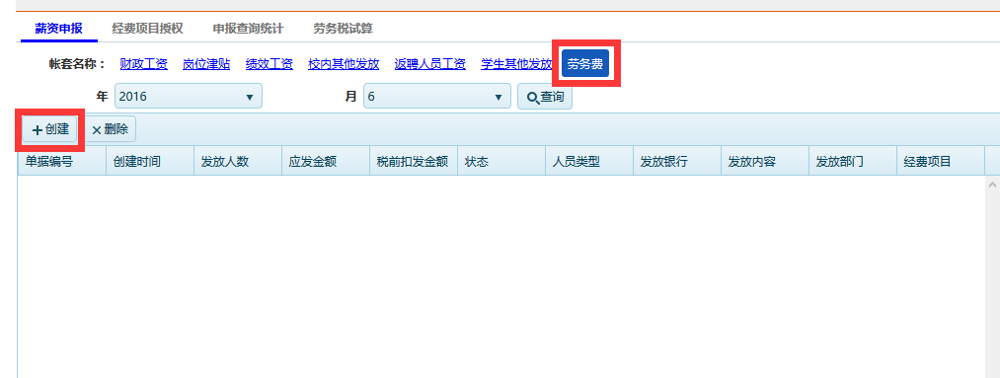 薪资申报 经费项目授权 申报查询统计 劳务税试算
帐套名称： 财政工资 岗位津贴 绩效工资 校内其他发放 返聘人员工资 学生其他发放 劳务费
年 2016 月 6 查询
创建 删除
单据编号 创建时间 发放人数 应发金额 税前扣发金额 状态 人员类型 发放银行 发放内容 发放部门 经费项目